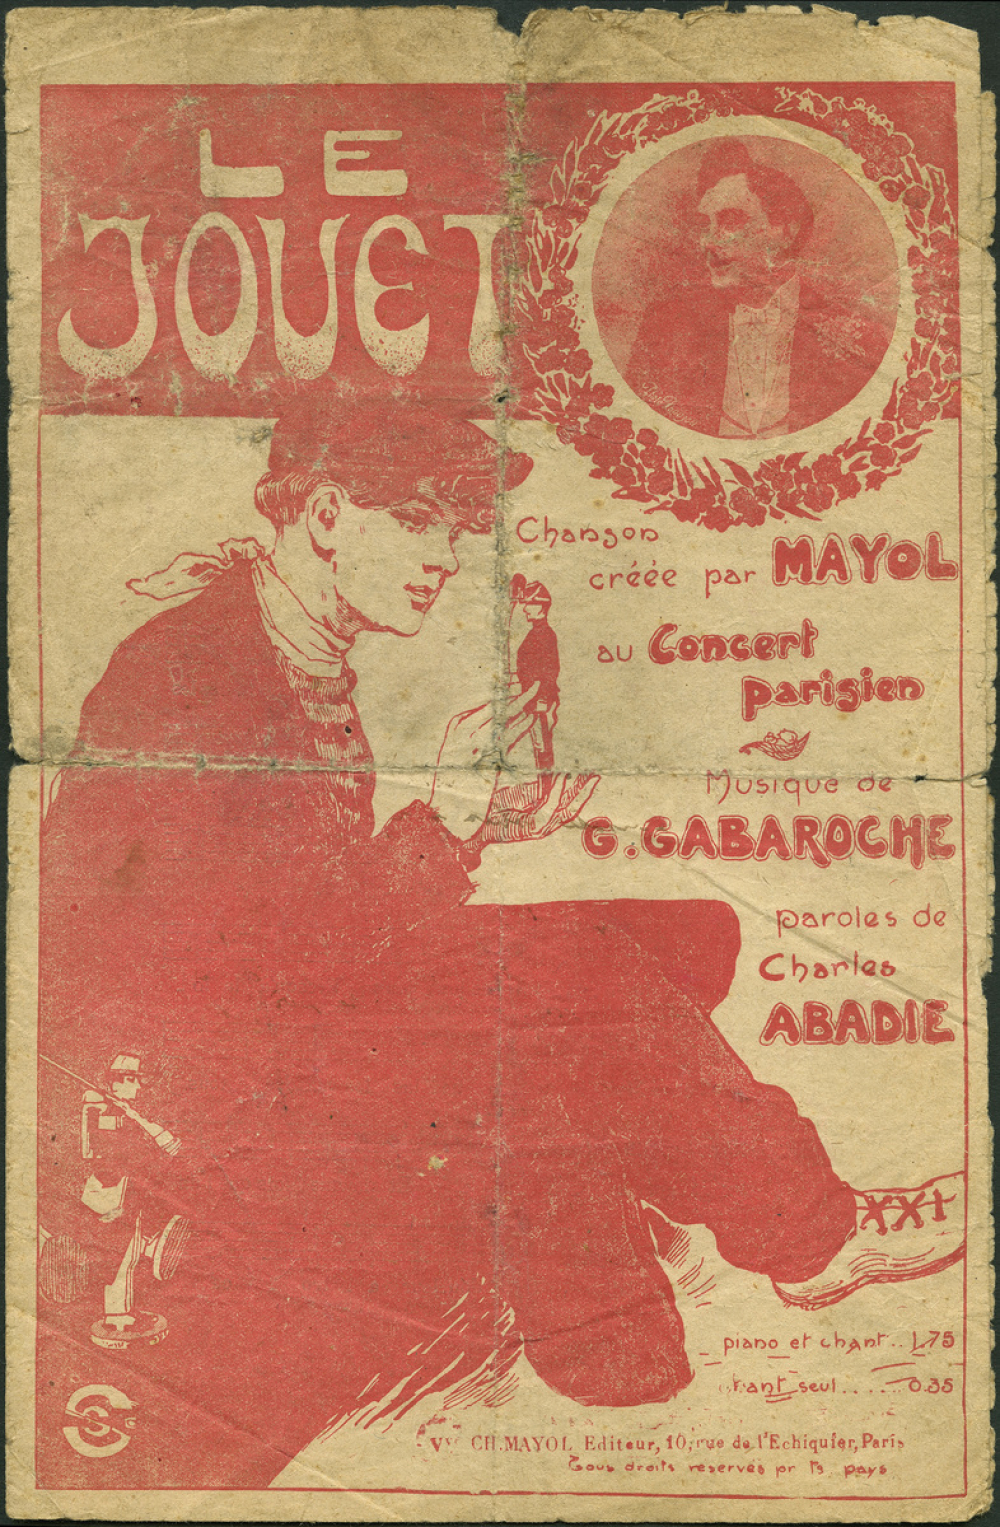 LE
JOUET
Chanson
créée par MAYOL
au Concert
parisien
Musique de
G. GABAROCHE
paroles de
Charles
ABADIE
piano et chant.. 1.75
chant seul...... 0.35
CH. MAYOL Editeur, 10, rue de l'Echiquier, Paris
Tous droits reservés pr ts pays